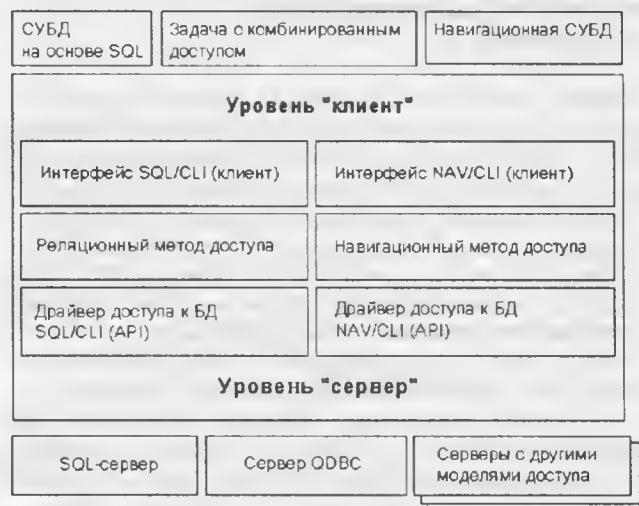 СУБД
на основе SQL
Задача с комбинированным
доступом
Навигационная СУБД
Уровень "клиент"
Интерфейс SQL/CLI (клиент)
Интерфейс NAV/CLI (клиент)
Реляционный метод доступа
Навигационный метод доступа
Драйвер доступа к БД
SQL/CLI (API)
Драйвер доступа к БД
NAV/CLI (API)
Уровень "сервер"
SQL-сервер
Сервер ODBC
Серверы с другими
моделями доступа